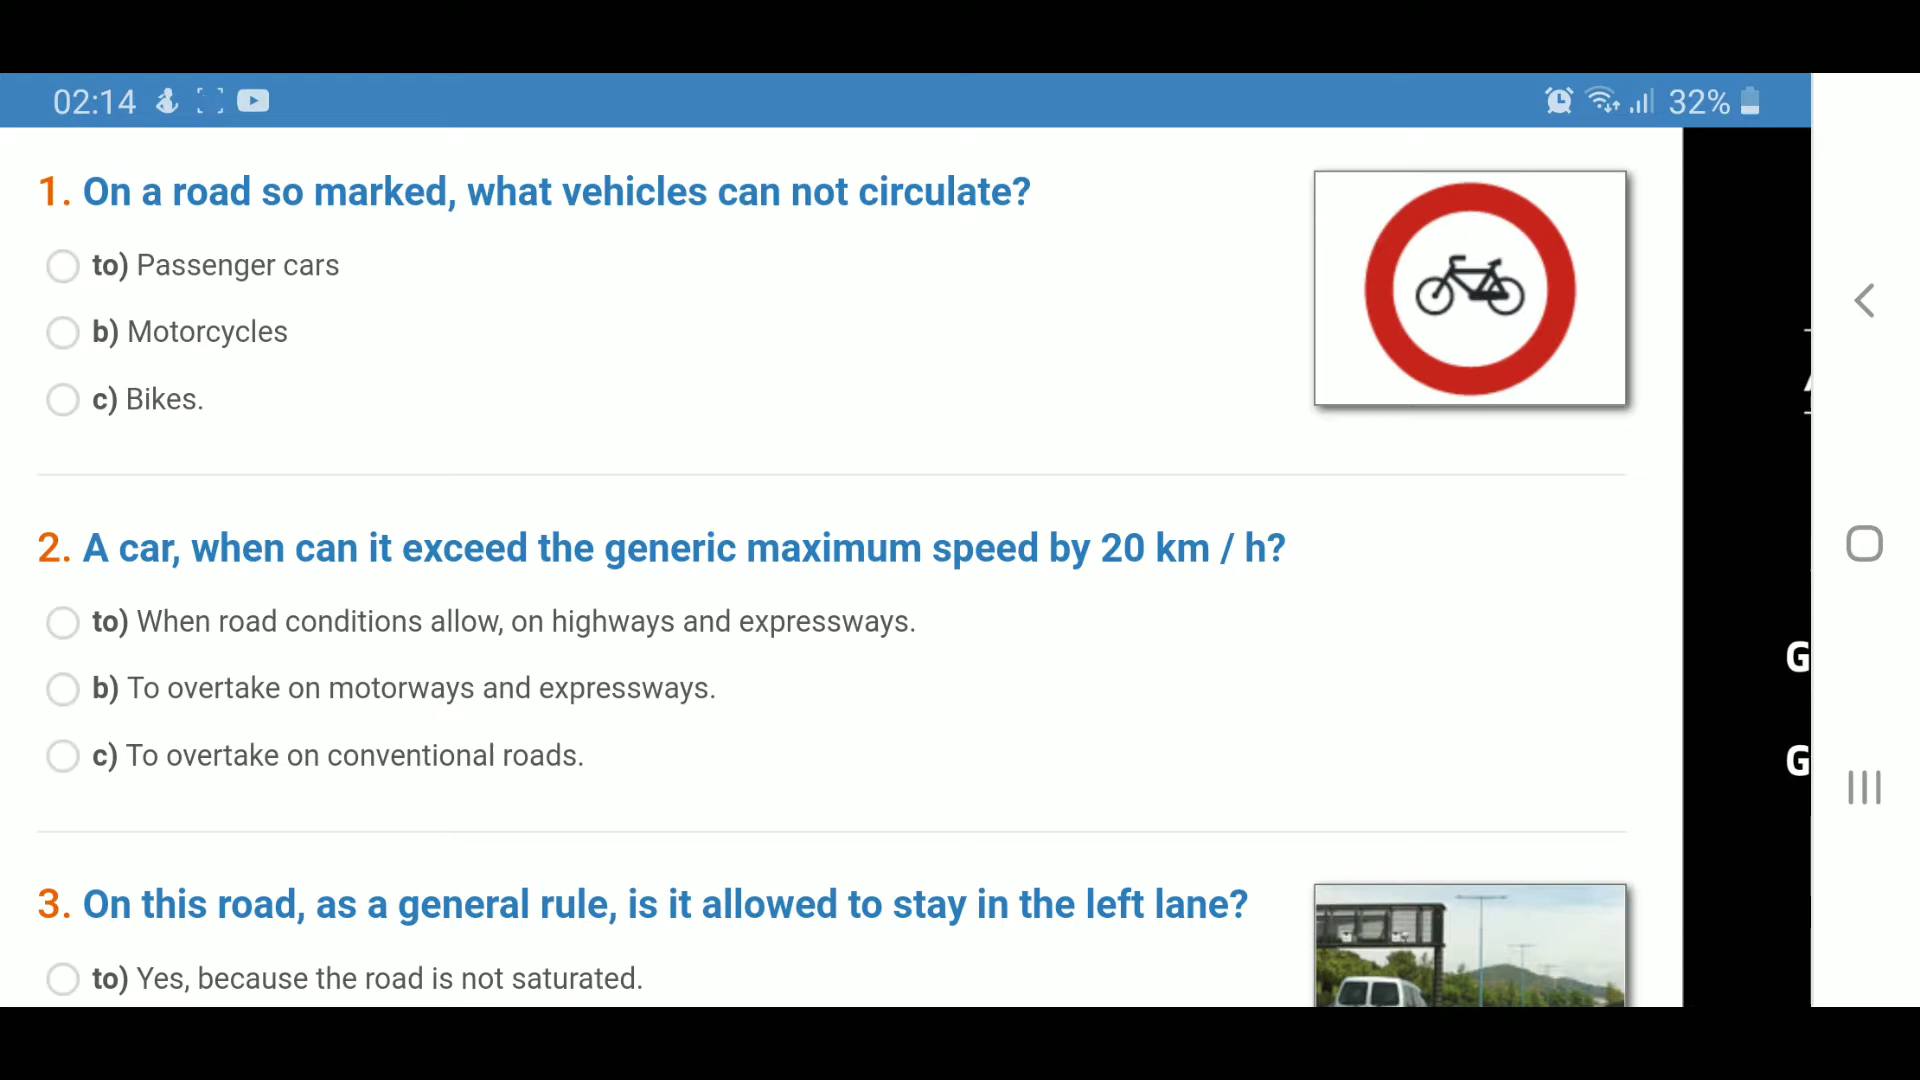 02:14
32%
1. On a road so marked, what vehicles can not circulate?
to) Passenger cars
b) Motorcycles
c) Bikes.
2. A car, when can it exceed the generic maximum speed by 20 km / h?
to) When road conditions allow, on highways and expressways.
b) To overtake on motorways and expressways.
c) To overtake on conventional roads.
G
G
3. On this road, as a general rule, is it allowed to stay in the left lane?
to) Yes, because the road is not saturated.